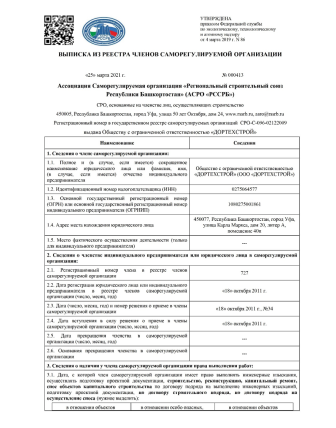 УТВЕРЖДЕНА
приказом Федеральной службы
по экологическому, технологическому
и атомному надзору
от 4 марта 2019 г. N 86
ВЫПИСКА ИЗ РЕЕСТРА ЧЛЕНОВ САМОРЕГУЛИРУЕМОЙ ОРГАНИЗАЦИИ
«25» марта 2021 г. № 000413
Ассоциация Саморегулируемая организация «Региональный строительный союз
Республики Башкортостан» (АСРО «РССРБ»)
СРО, основанная на членстве лиц, осуществляющих строительство
450005, Республика Башкортостан, город Уфа, улица 50 лет Октября, дом 24, www.rssrb.ru, asro@rssrb.ru
Регистрационный номер в государственном реестре саморегулируемых организаций СРО-С-096-02122009
выдана Обществу с ограниченной ответственностью «ДОРТЕХСТРОЙ»
Наименование Сведения
1. Сведения о члене саморегулируемой организации:
1.1. Полное и (в случае, если имеется) сокращенное
наименование юридического лица или фамилия, имя,
(в случае, если имеется) отчество индивидуального
предпринимателя
Общество с ограниченной ответственностью
«ДОРТЕХСТРОЙ» (ООО «ДОРТЕХСТРОЙ»)
1.2. Идентификационный номер налогоплательщика (ИНН) 0275064577
1.3. Основной государственный регистрационный номер
(ОГРН) или основной государственный регистрационный номер
индивидуального предпринимателя (ОГРНИП)
1.4. Адрес места нахождения юридического лица
450077, Республика Башкортостан, город Уфа,
улица Карла Маркса, дом 20, литер А,
помещение 40н
1.5. Место фактического осуществления деятельности (только
для индивидуального предпринимателя)
---
2. Сведения о членстве индивидуального предпринимателя или юридического лица в саморегулируемой
организации:
2.1. Регистрационный номер члена в реестре членов
саморегулируемой организации
727
2.2. Дата регистрации юридического лица или индивидуального
предпринимателя в реестре членов саморегулируемой
организации (число, месяц, год)
«18» октября 2011 г.
2.3. Дата (число, месяц, год) и номер решения о приеме в члены
саморегулируемой организации
«18» октября 2011 г., №34
2.4. Дата вступления в силу решения о приеме в члены
саморегулируемой организации (число, месяц, год)
«18» октября 2011 г.
2.5. Дата прекращения членства в саморегулируемой
организации (число, месяц, год)
---
2.6. Основания прекращения членства в саморегулируемой
организации
---
3. Сведения о наличии у члена саморегулируемой организации права выполнения работ:
3.1. Дата, с которой член саморегулируемой организации имеет право выполнять инженерные изыскания,
осуществлять подготовку проектной документации, строительство, реконструкцию, капитальный ремонт,
снос объектов капитального строительства по договору подряда на выполнение инженерных изысканий,
подготовку проектной документации, по договору строительного подряда, по договору подряда на
осуществление сноса (нужное выделить):
в отношении объектов в отношении особо опасных, в отношении объектов